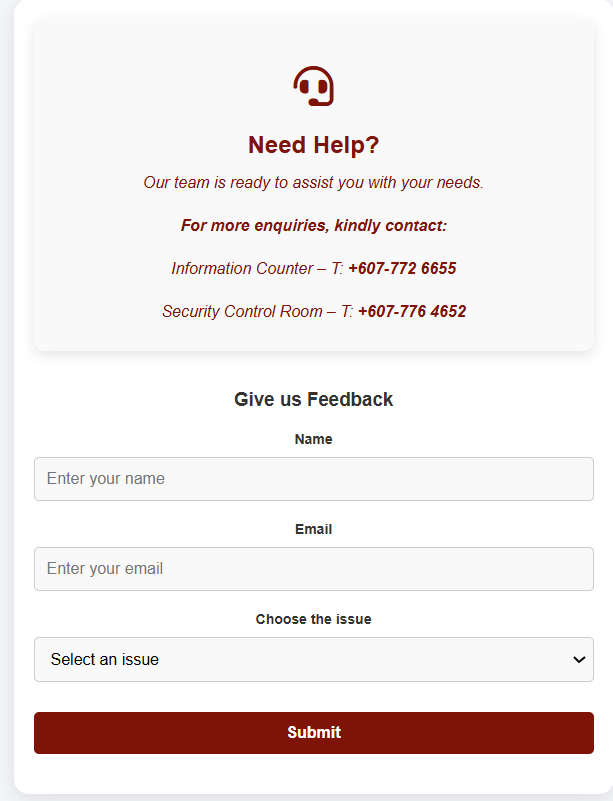 Need Help?
Our team is ready to assist you with your needs.
For more enquiries, kindly contact:
Information Counter – T: +607-772 6655
Security Control Room – T: +607-776 4652
Give us Feedback
Name
Enter your name
Email
Enter your email
Choose the issue
Select an issue
Submit